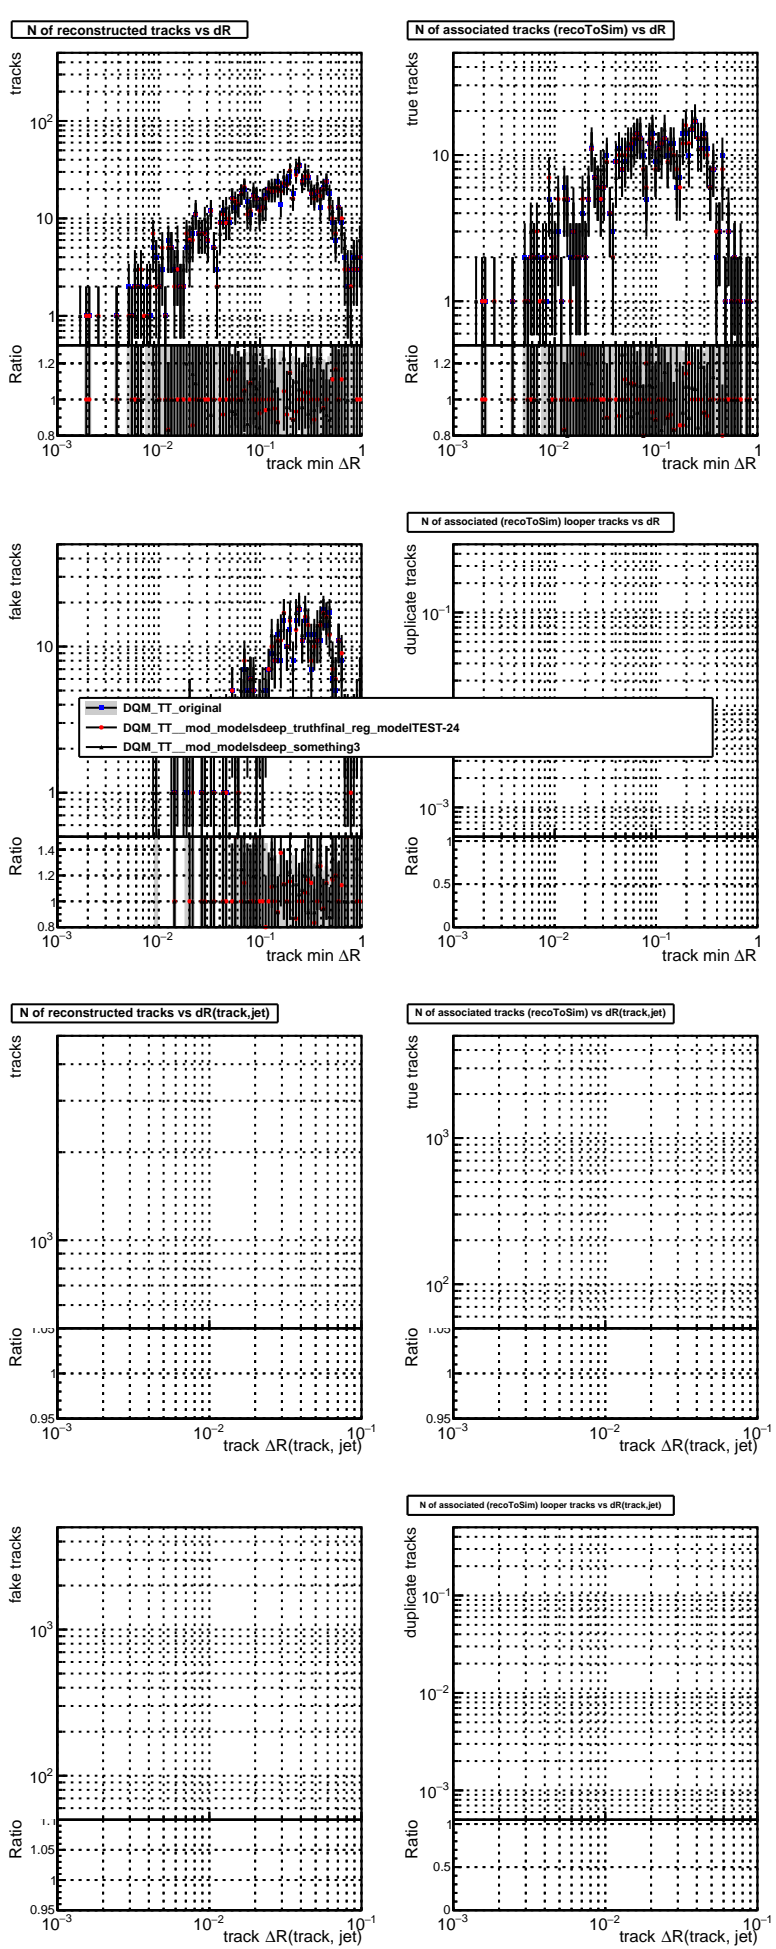 N of reconstructed tracks vs dR
tracks
10²
10
1
Ratio
1.2
1
0.8
10⁻³
10⁻²
10⁻¹
1
track min ΔR
N of associated tracks (recoToSim) vs dR
true tracks
10
1
Ratio
1.2
1
0.8
10⁻³
10⁻²
10⁻¹
1
track min ΔR
fake tracks
10
1
Ratio
1.4
1.2
1
0.8
10⁻³
10⁻²
10⁻¹
1
track min ΔR
N of associated (recoToSim) looper tracks vs dR
duplicate tracks
10⁻¹
10⁻³
Ratio
1
0.5
0
10⁻³
10⁻²
10⁻¹
1
track min ΔR
DQM_TT_original
DQM_TT__mod_modelsdeep_truthfinal_reg_modelTEST-24
DQM_TT__mod_modelsdeep_something3
N of reconstructed tracks vs dR(track,jet)
tracks
10³
Ratio
1.05
1
0.95
10⁻³
10⁻²
10⁻¹
track ΔR(track, jet)
N of associated tracks (recoToSim) vs dR(track,jet)
true tracks
10³
10²
Ratio
1.05
1
0.95
10⁻³
10⁻²
10⁻¹
track ΔR(track, jet)
fake tracks
10³
10²
Ratio
1.1
1.05
1
0.95
10⁻³
10⁻²
10⁻¹
track ΔR(track, jet)
N of associated (recoToSim) looper tracks vs dR(track,jet)
duplicate tracks
10⁻¹
10⁻²
10⁻³
Ratio
1
0.5
0
10⁻³
10⁻²
10⁻¹
track ΔR(track, jet)